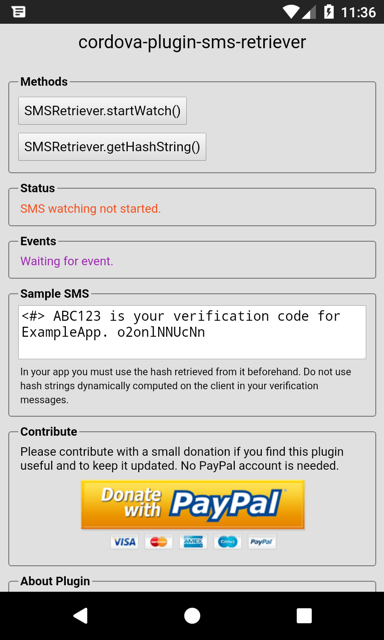 11:36
cordova-plugin-sms-retriever
Methods
SMSRetriever.startWatch()
SMSRetriever.getHashString()
Status
SMS watching not started.
Events
Waiting for event.
Sample SMS
<#> ABC123 is your verification code for
ExampleApp. o2onlNNUcNn
In your app you must use the hash retrieved from it beforehand. Do not use
hash strings dynamically computed on the client in your verification
messages.
Contribute
Please contribute with a small donation if you find this plugin
useful and to keep it updated. No PayPal account is needed.
Donate
with PayPal
VISA PayPal
About Plugin